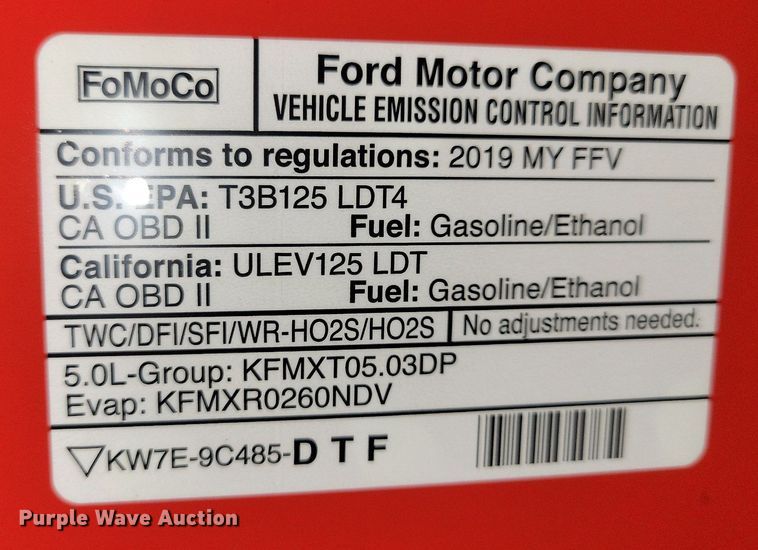 FoMoCo
Ford Motor Company
VEHICLE EMISSION CONTROL INFORMATION
Conforms to regulations: 2019 MY FFV
U.S. EPA: T3B125 LDT4
CA OBD II Fuel: Gasoline/Ethanol
California: ULEV125 LDT
CA OBD II Fuel: Gasoline/Ethanol
TWC/DFI/SFI/WR-HO2S/HO2S No adjustments needed.
5.0L-Group: KFMXT05.03DP
Evap: KFMXR0260NDV
▽KW7E-9C485-D T F
Purple Wave Auction